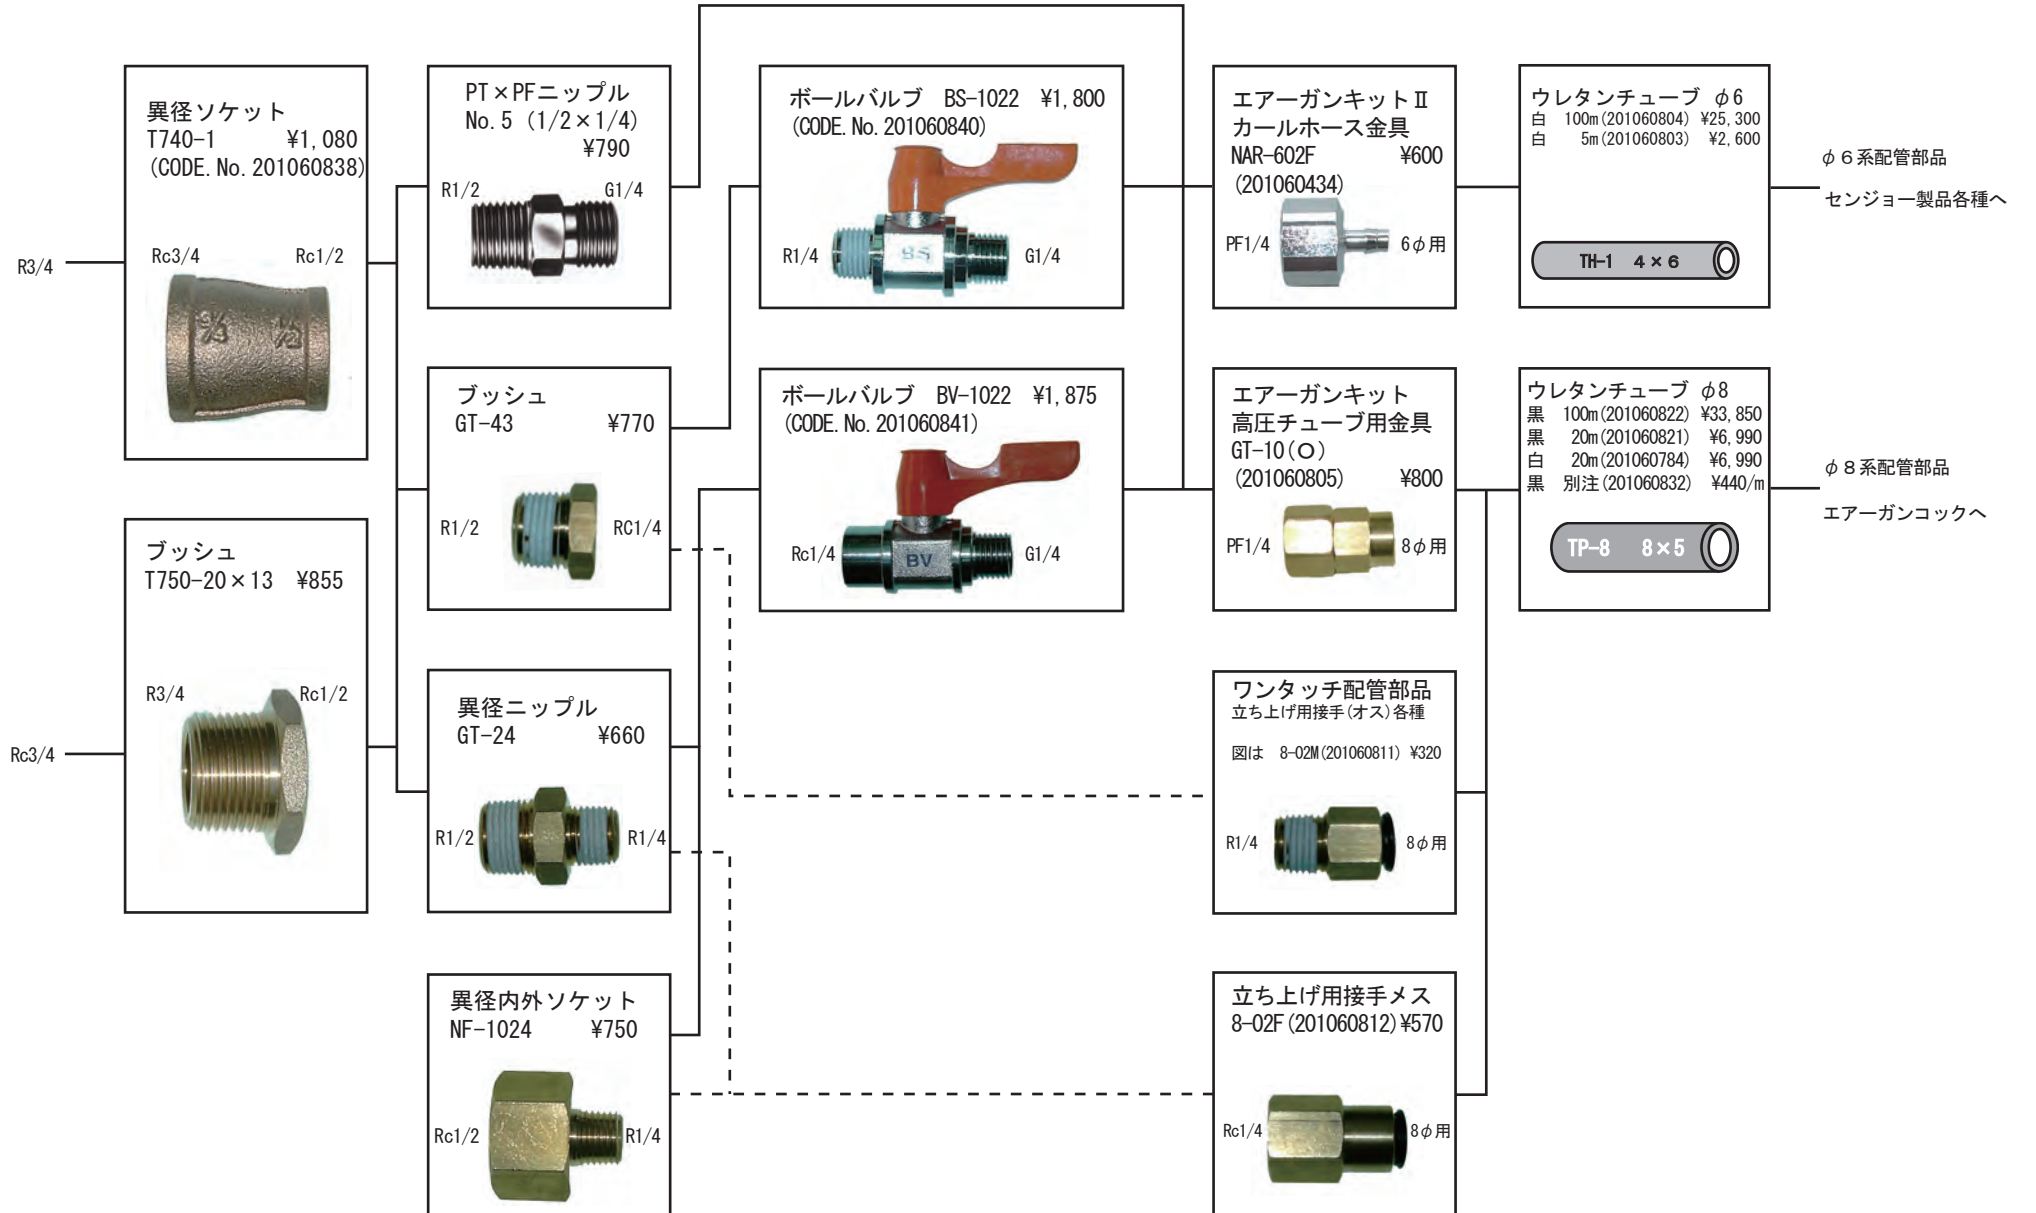 R3/4
異径ソケット
T740-1 ¥1,080
(CODE.No.201060838)
Rc3/4 Rc1/2
3/4 1/2
Rc3/4
ブッシュ
T750-20×13 ¥855
R3/4 Rc1/2
PT×PFニップル
No.5 (1/2×1/4)
¥790
R1/2 G1/4
ブッシュ
GT-43 ¥770
R1/2 RC1/4
異径ニップル
GT-24 ¥660
R1/2 R1/4
異径内外ソケット
NF-1024 ¥750
Rc1/2 R1/4
ボールバルブ BS-1022 ¥1,800
(CODE.No.201060840)
R1/4 BS G1/4
ボールバルブ BV-1022 ¥1,875
(CODE.No.201060841)
Rc1/4 BV G1/4
エアーガンキットⅡ
カールホース金具
NAR-602F ¥600
(201060434)
PF1/4 6φ用
エアーガンキット
高圧チューブ用金具
GT-10(O)
(201060805) ¥800
PF1/4 8φ用
ワンタッチ配管部品
立ち上げ用接手(オス)各種
図は 8-02M(201060811) ¥320
R1/4 8φ用
立ち上げ用接手メス
8-02F(201060812)¥570
Rc1/4 8φ用
ウレタンチューブ φ6
白 100m(201060804) ¥25,300
白 5m(201060803) ¥2,600
TH-1 4×6
ウレタンチューブ φ8
黒 100m(201060822) ¥33,850
黒 20m(201060821) ¥6,990
白 20m(201060784) ¥6,990
黒 別注(201060832) ¥440/m
TP-8 8×5
φ６系配管部品
センジョー製品各種へ
φ８系配管部品
エアーガンコックへ